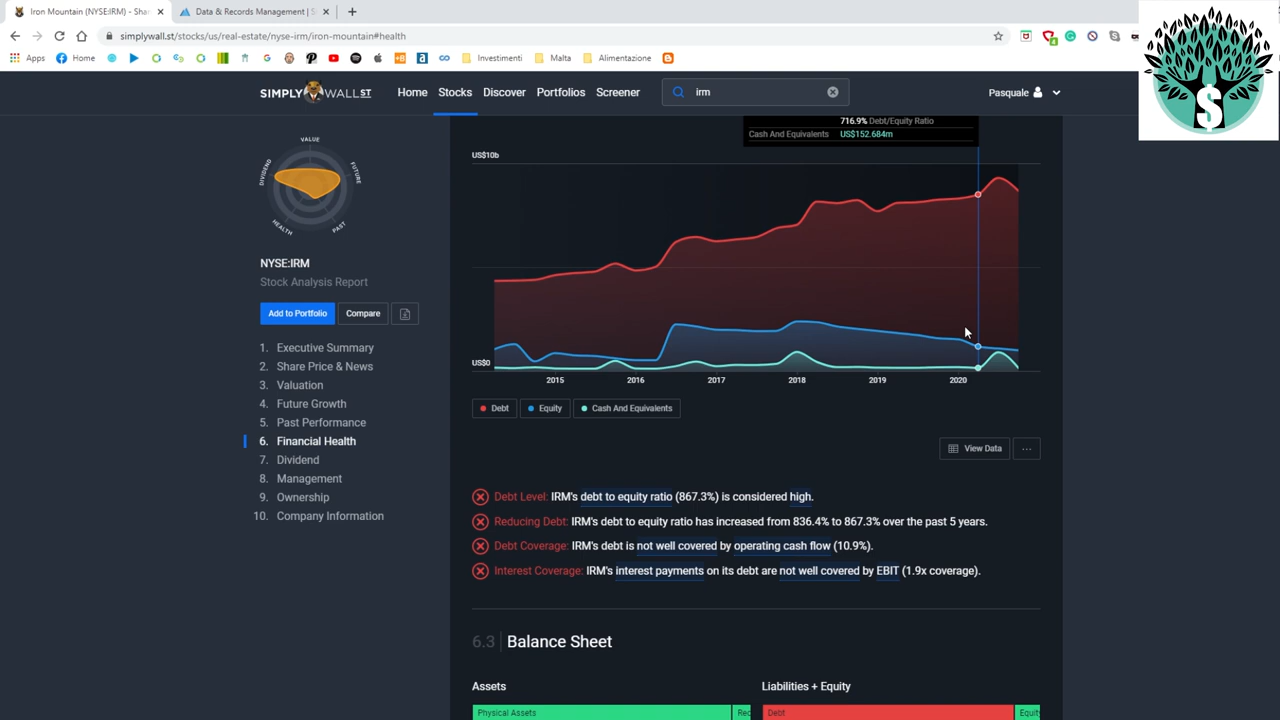 Iron Mountain (NYSE:IRM) - Sha
Data & Records Management | S
simplywall.st/stocks/us/real-estate/nyse-irm/iron-mountain#health
Apps
Home
Investimenti
Malta
Alimentazione
SIMPLY WALL ST
Home
Stocks
Discover
Portfolios
Screener
irm
Pasquale
$
VALUE
FUTURE
PAST
HEALTH
DIVIDEND
NYSE:IRM
Stock Analysis Report
Add to Portfolio
Compare
1. Executive Summary
2. Share Price & News
3. Valuation
4. Future Growth
5. Past Performance
6. Financial Health
7. Dividend
8. Management
9. Ownership
10. Company Information
716.9% Debt/Equity Ratio
Cash And Equivalents US$152.684m
US$10b
US$0
2015 2016 2017 2018 2019 2020
Debt
Equity
Cash And Equivalents
View Data
Debt Level: IRM's debt to equity ratio (867.3%) is considered high.
Reducing Debt: IRM's debt to equity ratio has increased from 836.4% to 867.3% over the past 5 years.
Debt Coverage: IRM's debt is not well covered by operating cash flow (10.9%).
Interest Coverage: IRM's interest payments on its debt are not well covered by EBIT (1.9x coverage).
6.3 Balance Sheet
Assets
Liabilities + Equity
Physical Assets
Rec
Debt
Equity